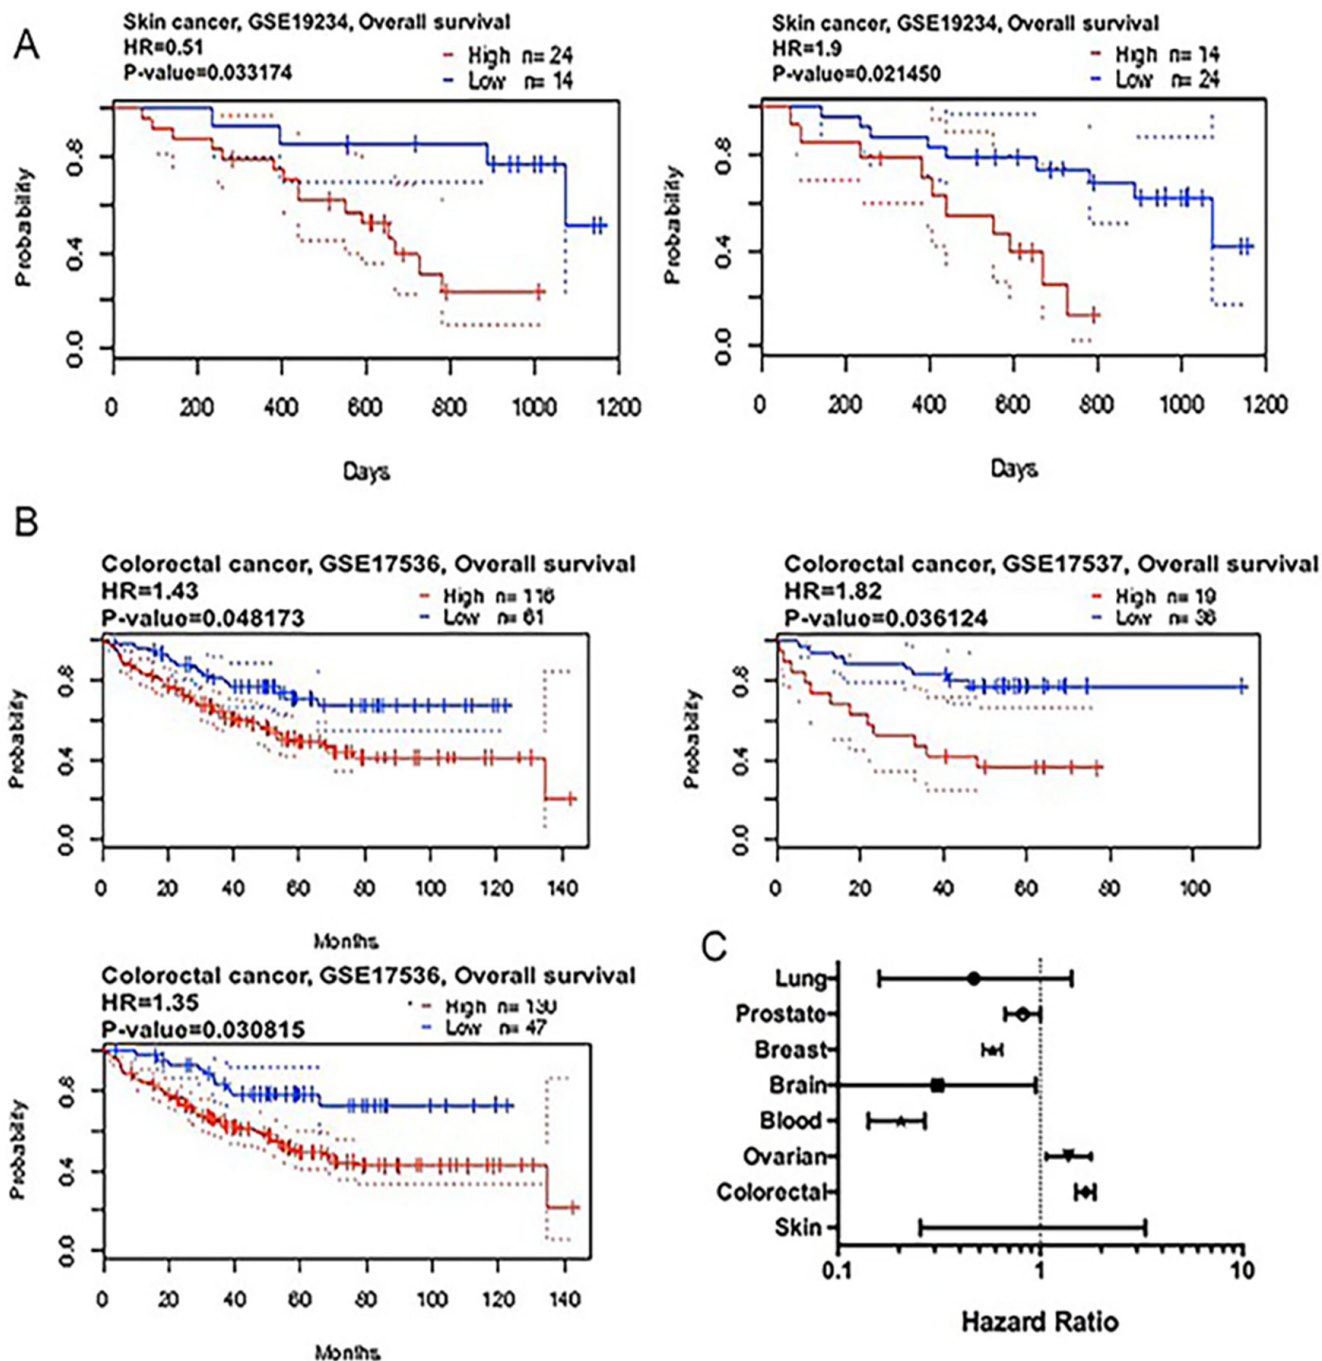 A
Skin cancer, GSE19234, Overall survival
HR=0.51
P-value=0.033174
High n= 24
Low n= 14
Probability
0.8
0.4
0.0
0 200 400 600 800 1000 1200
Days
Skin cancer, GSE19234, Overall survival
HR=1.9
P-value=0.021450
High n= 14
Low n= 24
Probability
0.8
0.4
0.0
0 200 400 600 800 1000 1200
Days
B
Colorectal cancer, GSE17536, Overall survival
HR=1.43
P-value=0.048173
High n= 116
Low n= 61
Probability
0.8
0.4
0.0
0 20 40 60 80 100 120 140
Months
Colorectal cancer, GSE17537, Overall survival
HR=1.82
P-value=0.036124
High n= 19
Low n= 36
Probability
0.8
0.4
0.0
0 20 40 60 80 100
Colorectal cancer, GSE17536, Overall survival
HR=1.35
P-value=0.030815
High n= 130
Low n= 47
Probability
0.8
0.4
0.0
0 20 40 60 80 100 120 140
Months
C
Lung
Prostate
Breast
Brain
Blood
Ovarian
Colorectal
Skin
0.1 1 10
Hazard Ratio